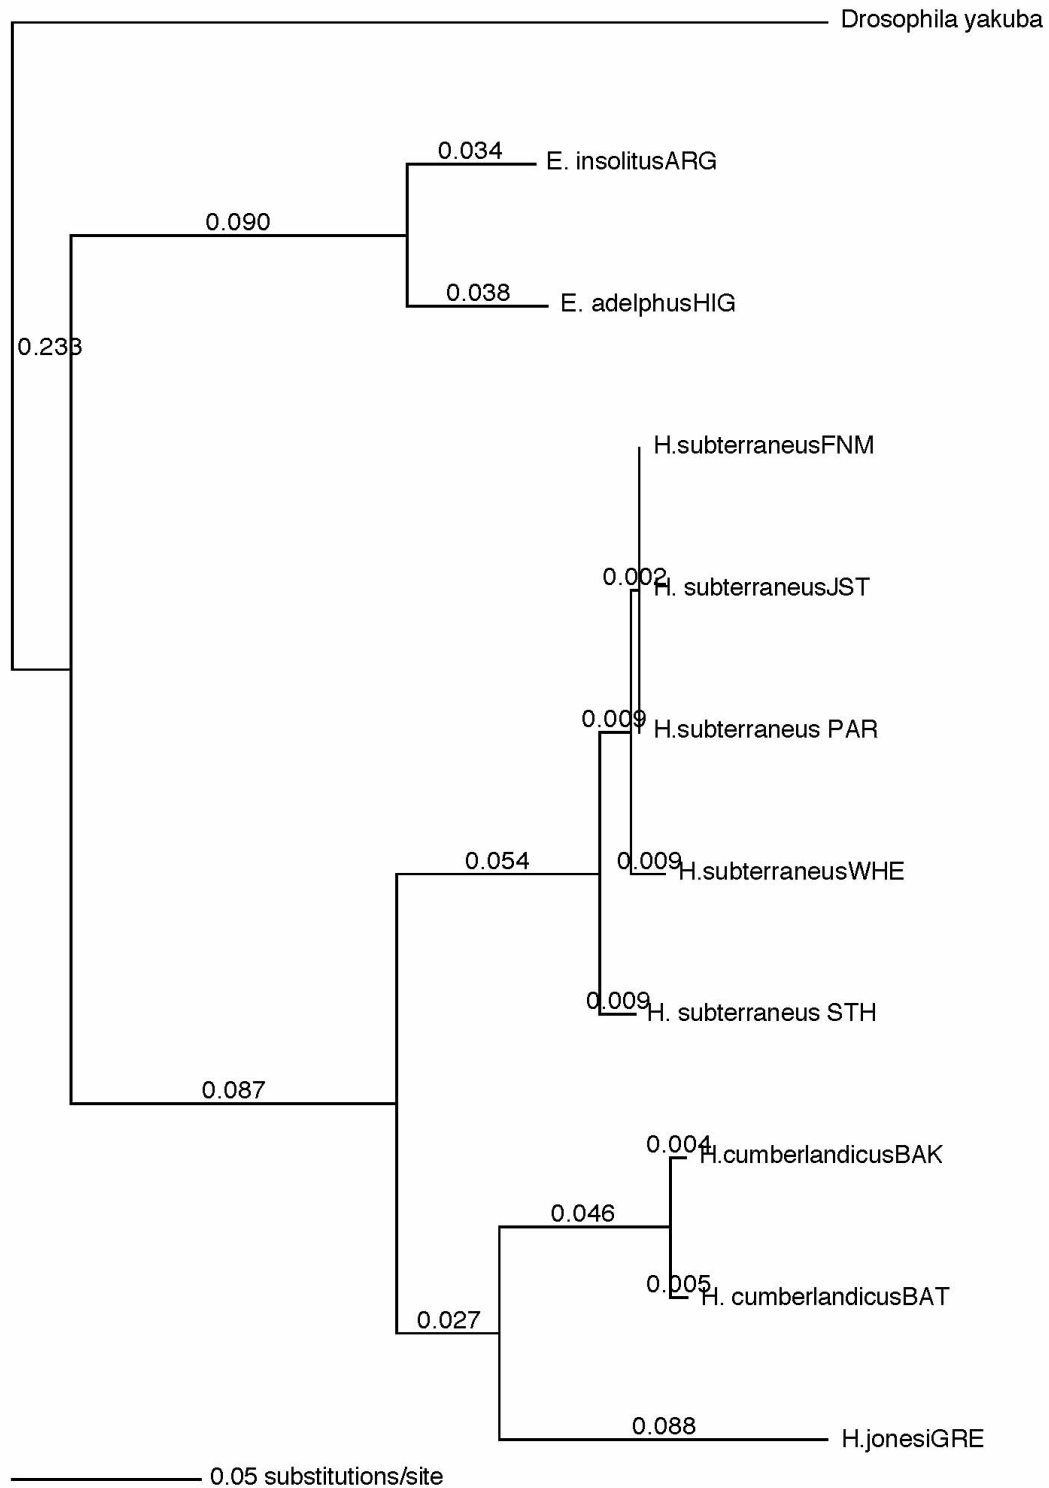 Drosophila yakuba
0.034
E. insolitusARG
0.090
0.038
E. adelphusHIG
0.233
H.subterraneusFNM
0.002
H. subterraneusJST
0.009
H.subterraneus PAR
0.054
0.009
H.subterraneusWHE
0.009
H. subterraneus STH
0.087
0.004
H.cumberlandicusBAK
0.046
0.005
H. cumberlandicusBAT
0.027
0.088
H.jonesiGRE
0.05 substitutions/site